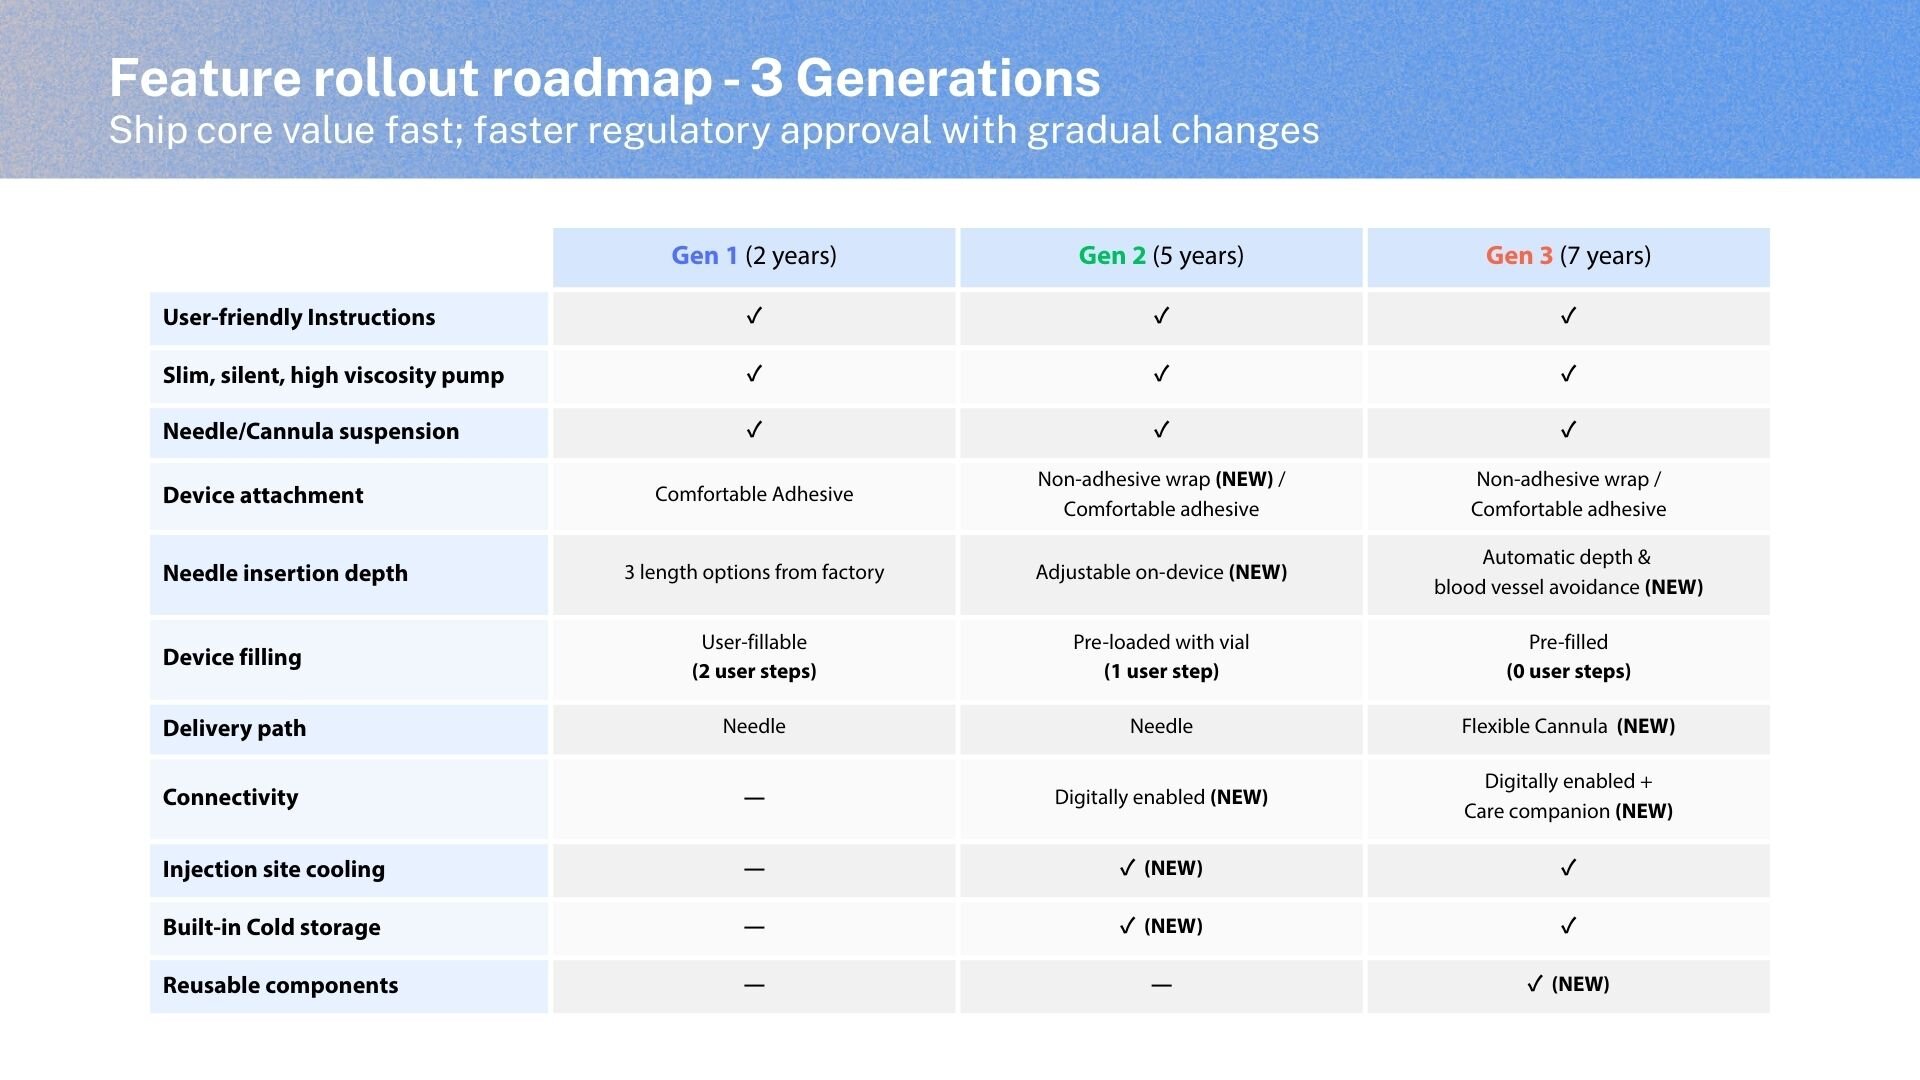 Feature rollout roadmap - 3 Generations
Ship core value fast; faster regulatory approval with gradual changes
Gen 1 (2 years)
Gen 2 (5 years)
Gen 3 (7 years)
User-friendly Instructions
✓
✓
✓
Slim, silent, high viscosity pump
✓
✓
✓
Needle/Cannula suspension
✓
✓
✓
Device attachment
Comfortable Adhesive
Non-adhesive wrap (NEW) /
Comfortable adhesive
Non-adhesive wrap /
Comfortable adhesive
Needle insertion depth
3 length options from factory
Adjustable on-device (NEW)
Automatic depth &
blood vessel avoidance (NEW)
Device filling
User-fillable
(2 user steps)
Pre-loaded with vial
(1 user step)
Pre-filled
(0 user steps)
Delivery path
Needle
Needle
Flexible Cannula (NEW)
Connectivity
—
Digitally enabled (NEW)
Digitally enabled +
Care companion (NEW)
Injection site cooling
—
✓ (NEW)
✓
Built-in Cold storage
—
✓ (NEW)
✓
Reusable components
—
—
✓ (NEW)